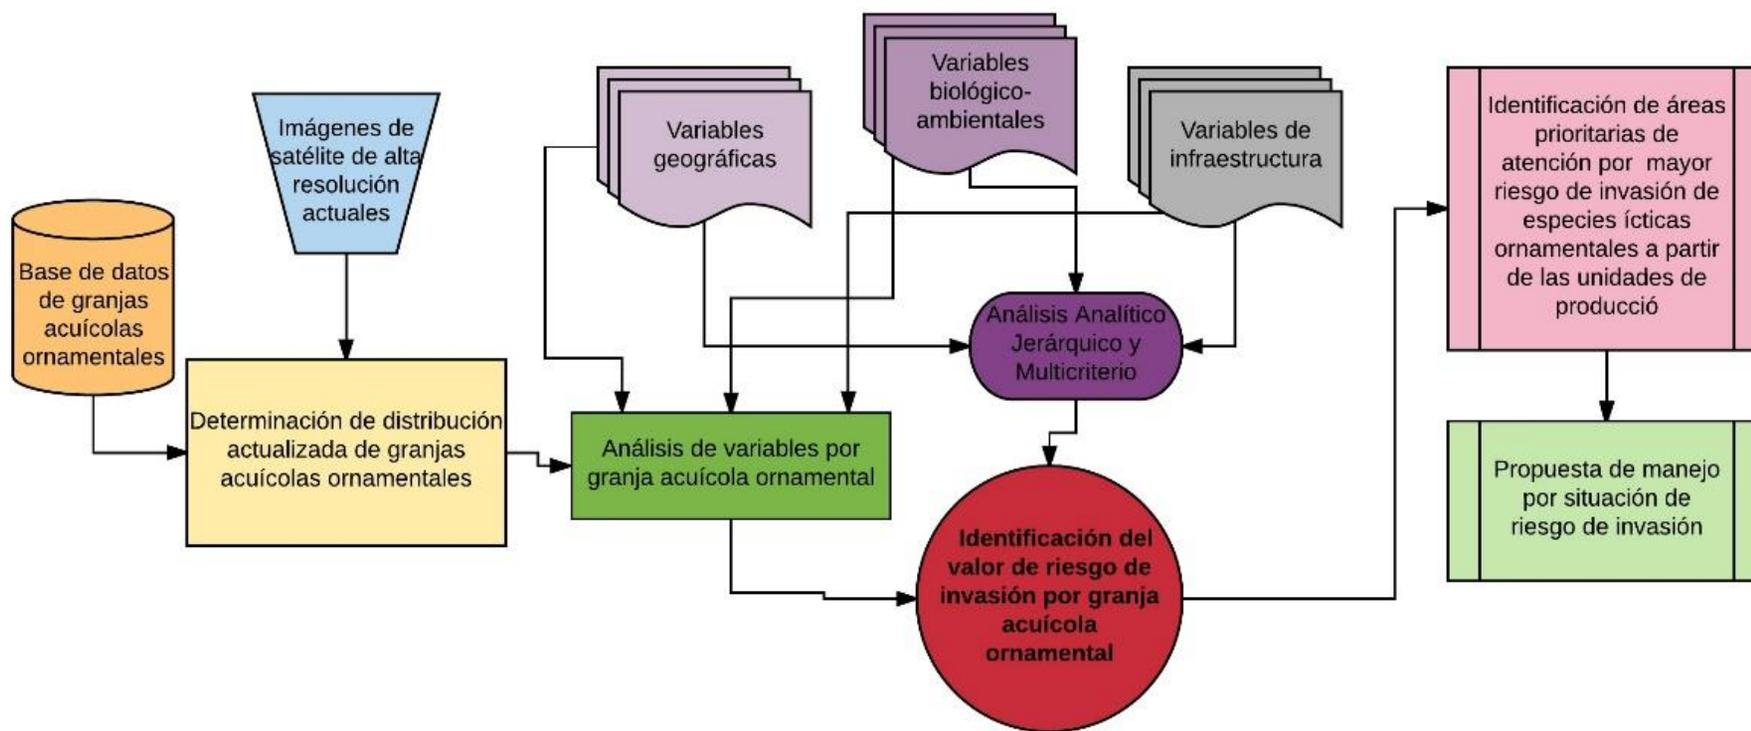 Base de datos
de granjas
acuícolas
ornamentales
Imágenes de
satélite de alta
resolución
actuales
Determinación de distribución
actualizada de granjas
acuícolas ornamentales
Variables
geográficas
Variables
biológico-
ambientales
Variables de
infraestructura
Análisis Analítico
Jerárquico y
Multicriterio
Análisis de variables por
granja acuícola ornamental
Identificación del
valor de riesgo de
invasión por granja
acuícola
ornamental
Identificación de áreas
prioritarias de
atención por mayor
riesgo de invasión de
especies ícticas
ornamentales a partir
de las unidades de
producció
Propuesta de manejo
por situación de
riesgo de invasión